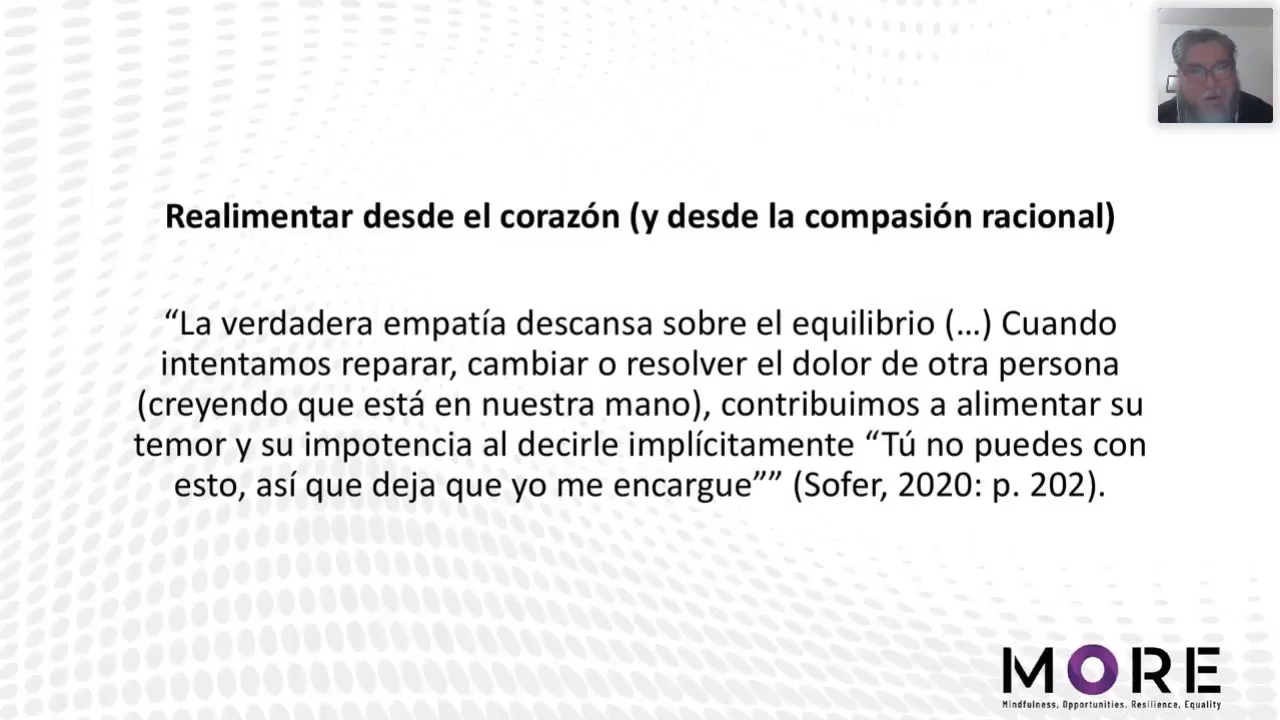 Realimentar desde el corazón (y desde la compasión racional)
“La verdadera empatía descansa sobre el equilibrio (…) Cuando
intentamos reparar, cambiar o resolver el dolor de otra persona
(creyendo que está en nuestra mano), contribuimos a alimentar su
temor y su impotencia al decirle implícitamente “Tú no puedes con
esto, así que deja que yo me encargue”” (Sofer, 2020: p. 202).
MORE
Mindfulness, Opportunities, Resilience, Equality